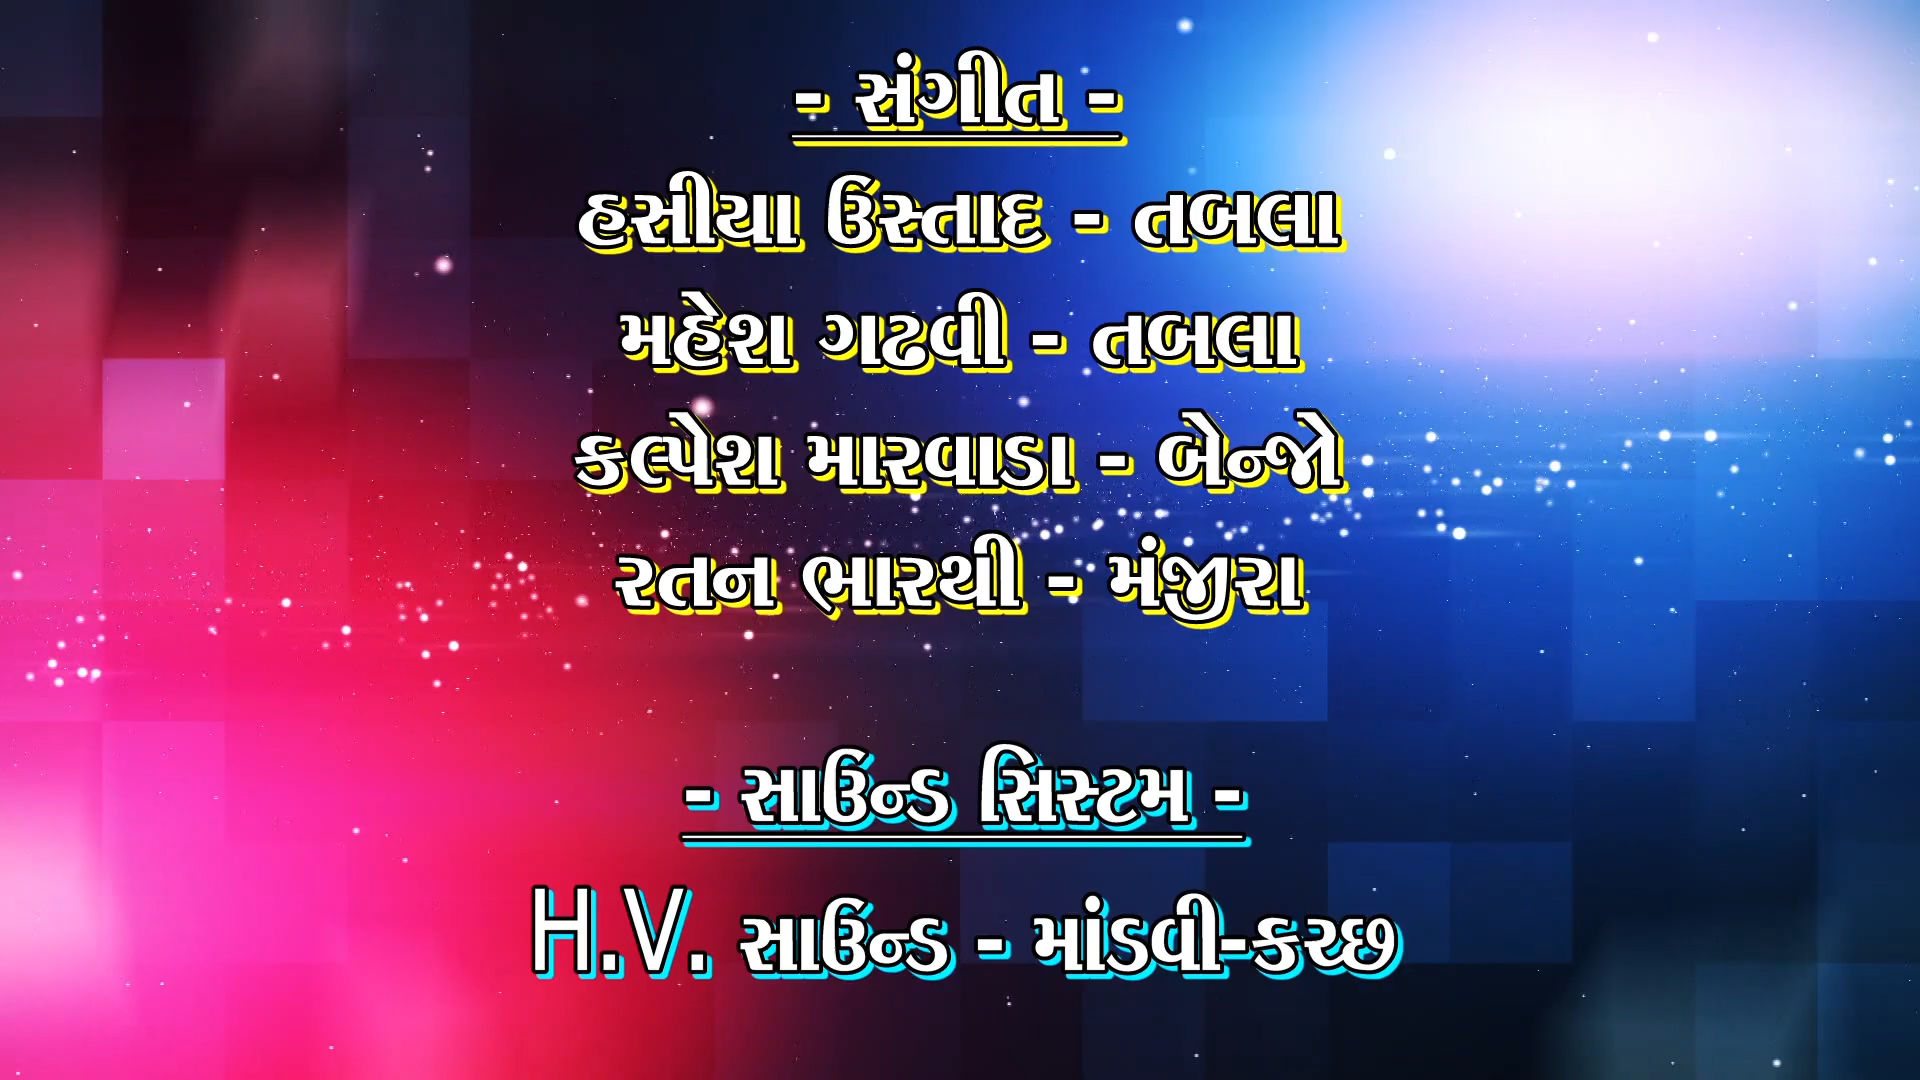 - સંગીત -
હસીયા ઉસ્તાદ - તબલા
મહેશ ગઢવી - તબલા
કલ્પેશ મારવાડા - બેન્જો
રતન ભારથી - મંજીરા
- સાઉન્ડ સિસ્ટમ -
H.V. સાઉન્ડ - માંડવી-કચ્છ